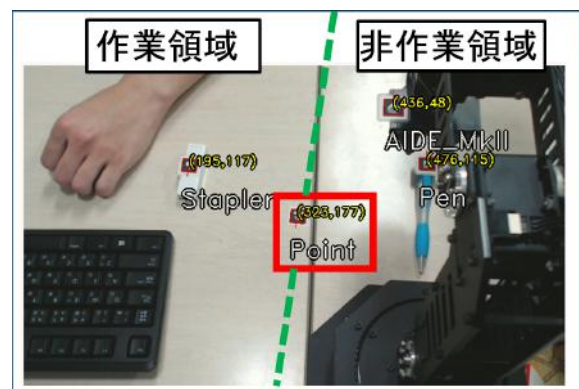 作業領域
非作業領域
(436,48)
AIDE_MkII
(195,117)
(476,115)
Stapler
Pen
(323,177)
Point